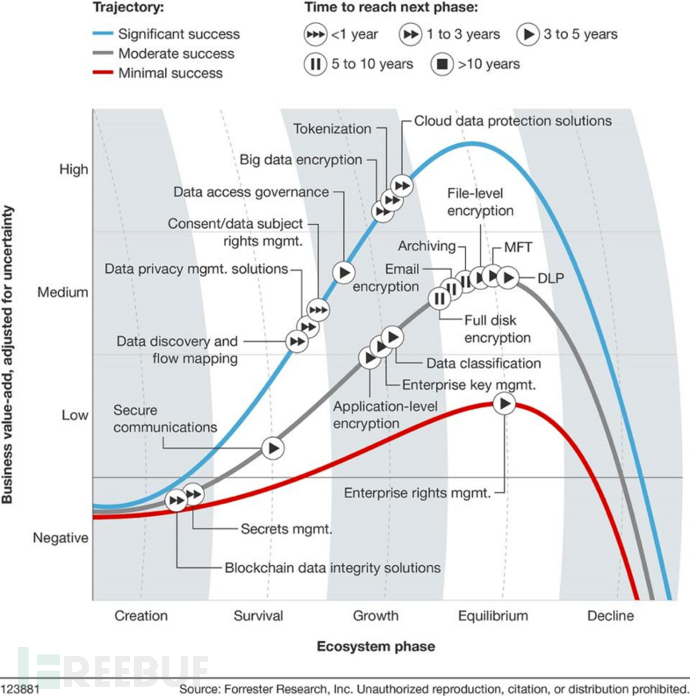 Trajectory:
Significant success
Moderate success
Minimal success
Time to reach next phase:
<1 year
1 to 3 years
3 to 5 years
5 to 10 years
>10 years
Business value-add, adjusted for uncertainty
High
Medium
Low
Negative
Cloud data protection solutions
Tokenization
Big data encryption
Data access governance
Consent/data subject
rights mgmt.
Data privacy mgmt. solutions
Data discovery and
flow mapping
File-level
encryption
Archiving
MFT
Email
encryption
DLP
Full disk
encryption
Data classification
Enterprise key mgmt.
Application-level
encryption
Secure
communications
Enterprise rights mgmt.
Secrets mgmt.
Blockchain data integrity solutions
Creation
Survival
Growth
Equilibrium
Decline
Ecosystem phase
FREEBUF
123881
Source: Forrester Research, Inc. Unauthorized reproduction, citation, or distribution prohibited.